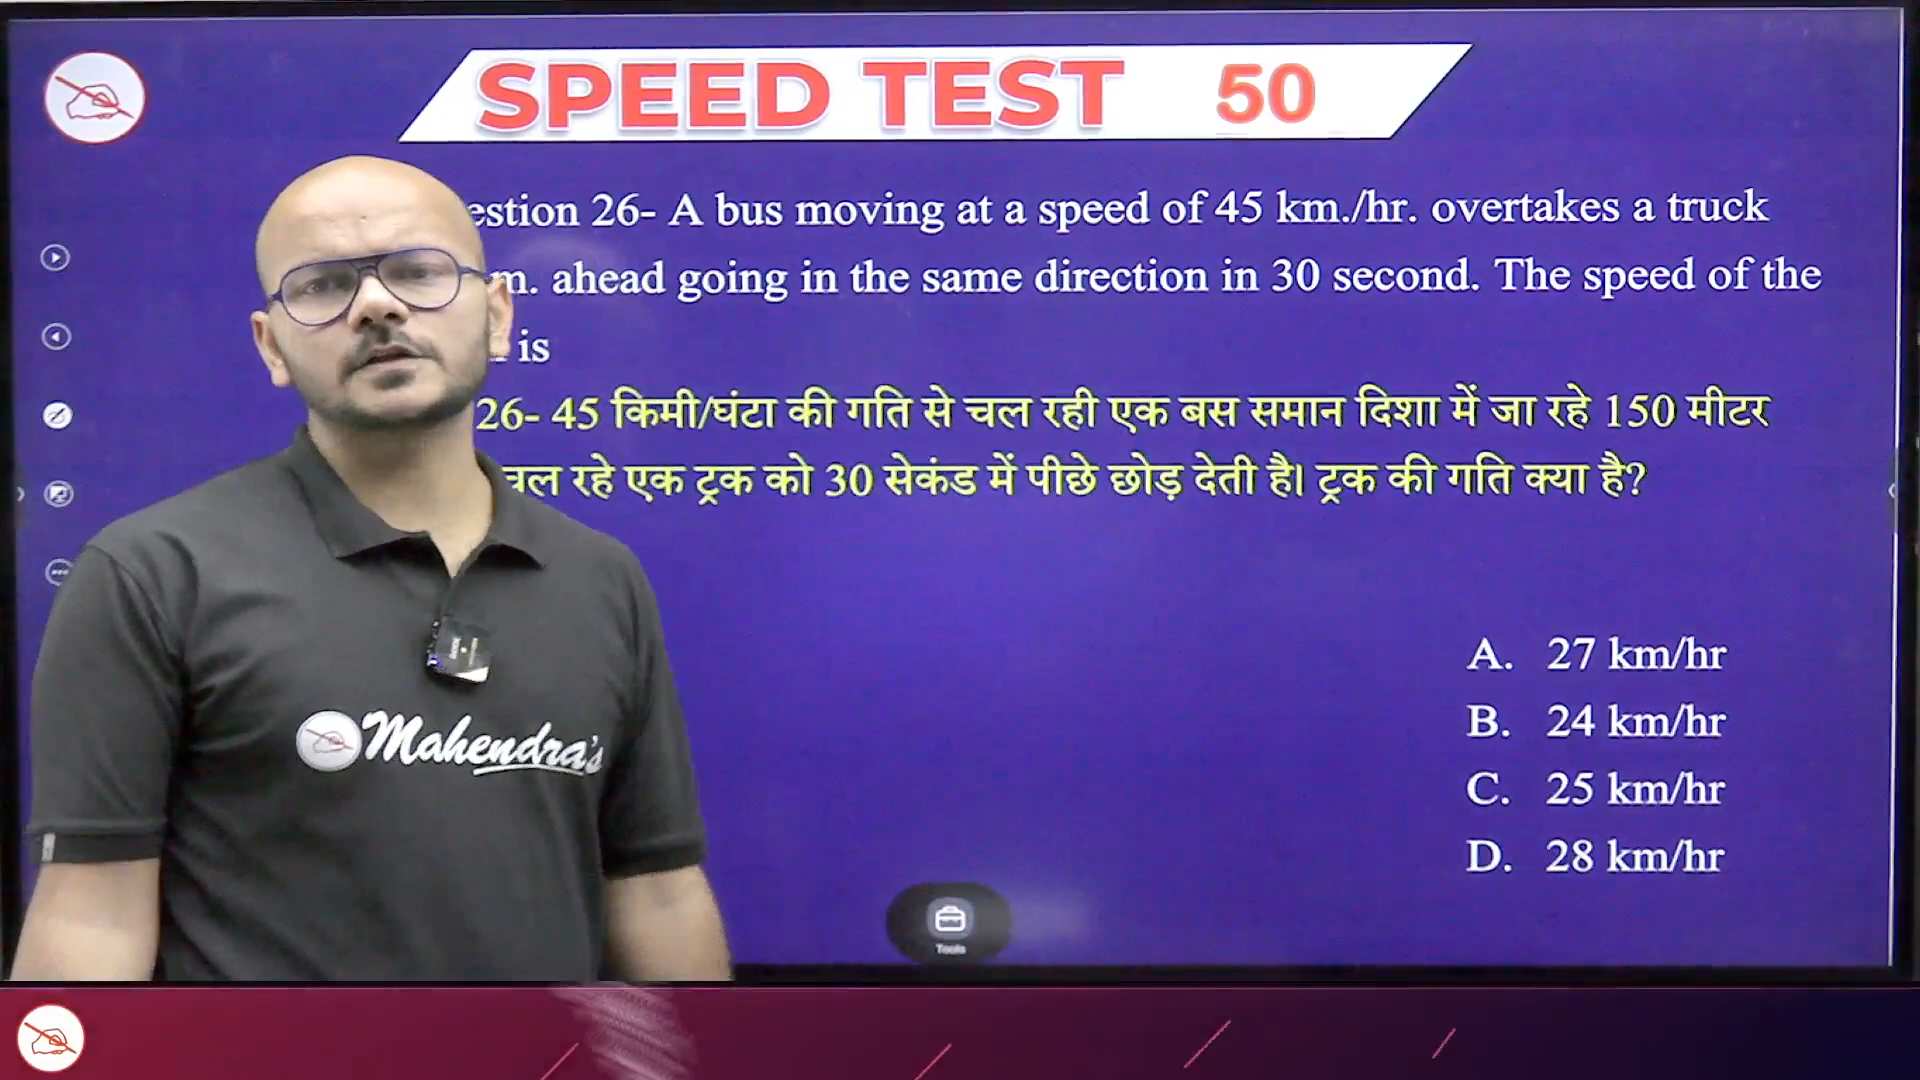 SPEED TEST 50
estion 26- A bus moving at a speed of 45 km./hr. overtakes a truck
m. ahead going in the same direction in 30 second. The speed of the
is
26- 45 किमी/घंटा की गति से चल रही एक बस समान दिशा में जा रहे 150 मीटर
चल रहे एक ट्रक को 30 सेकंड में पीछे छोड़ देती है। ट्रक की गति क्या है?
A. 27 km/hr
B. 24 km/hr
C. 25 km/hr
D. 28 km/hr
Mahendra's
Tools